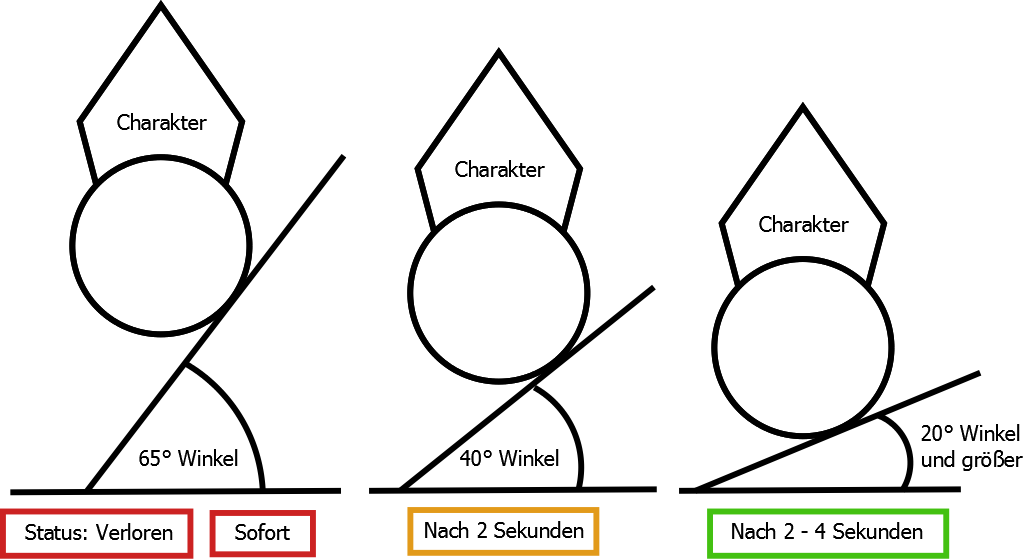 Charakter
65° Winkel
Status: Verloren
Sofort
Charakter
40° Winkel
Nach 2 Sekunden
Charakter
20° Winkel
und größer
Nach 2 - 4 Sekunden